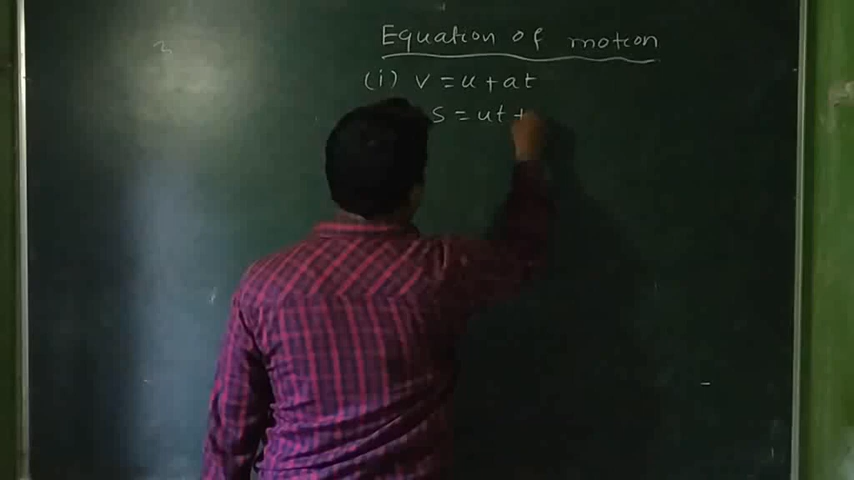 Equation of motion
(i) v = u + at
s = ut +